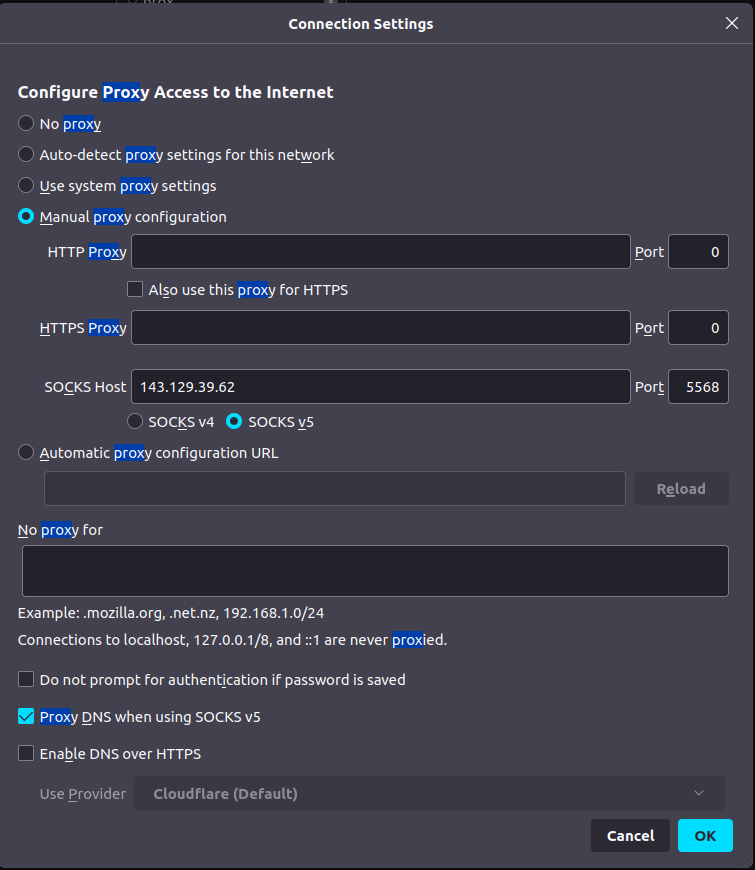 prox
Connection Settings
Configure Proxy Access to the Internet
No proxy
Auto-detect proxy settings for this network
Use system proxy settings
Manual proxy configuration
HTTP Proxy Port 0
Also use this proxy for HTTPS
HTTPS Proxy Port 0
SOCKS Host 143.129.39.62 Port 5568
SOCKS v4 SOCKS v5
Automatic proxy configuration URL
Reload
No proxy for
Example: .mozilla.org, .net.nz, 192.168.1.0/24
Connections to localhost, 127.0.0.1/8, and ::1 are never proxied.
Do not prompt for authentication if password is saved
Proxy DNS when using SOCKS v5
Enable DNS over HTTPS
Use Provider Cloudflare (Default)
Cancel OK